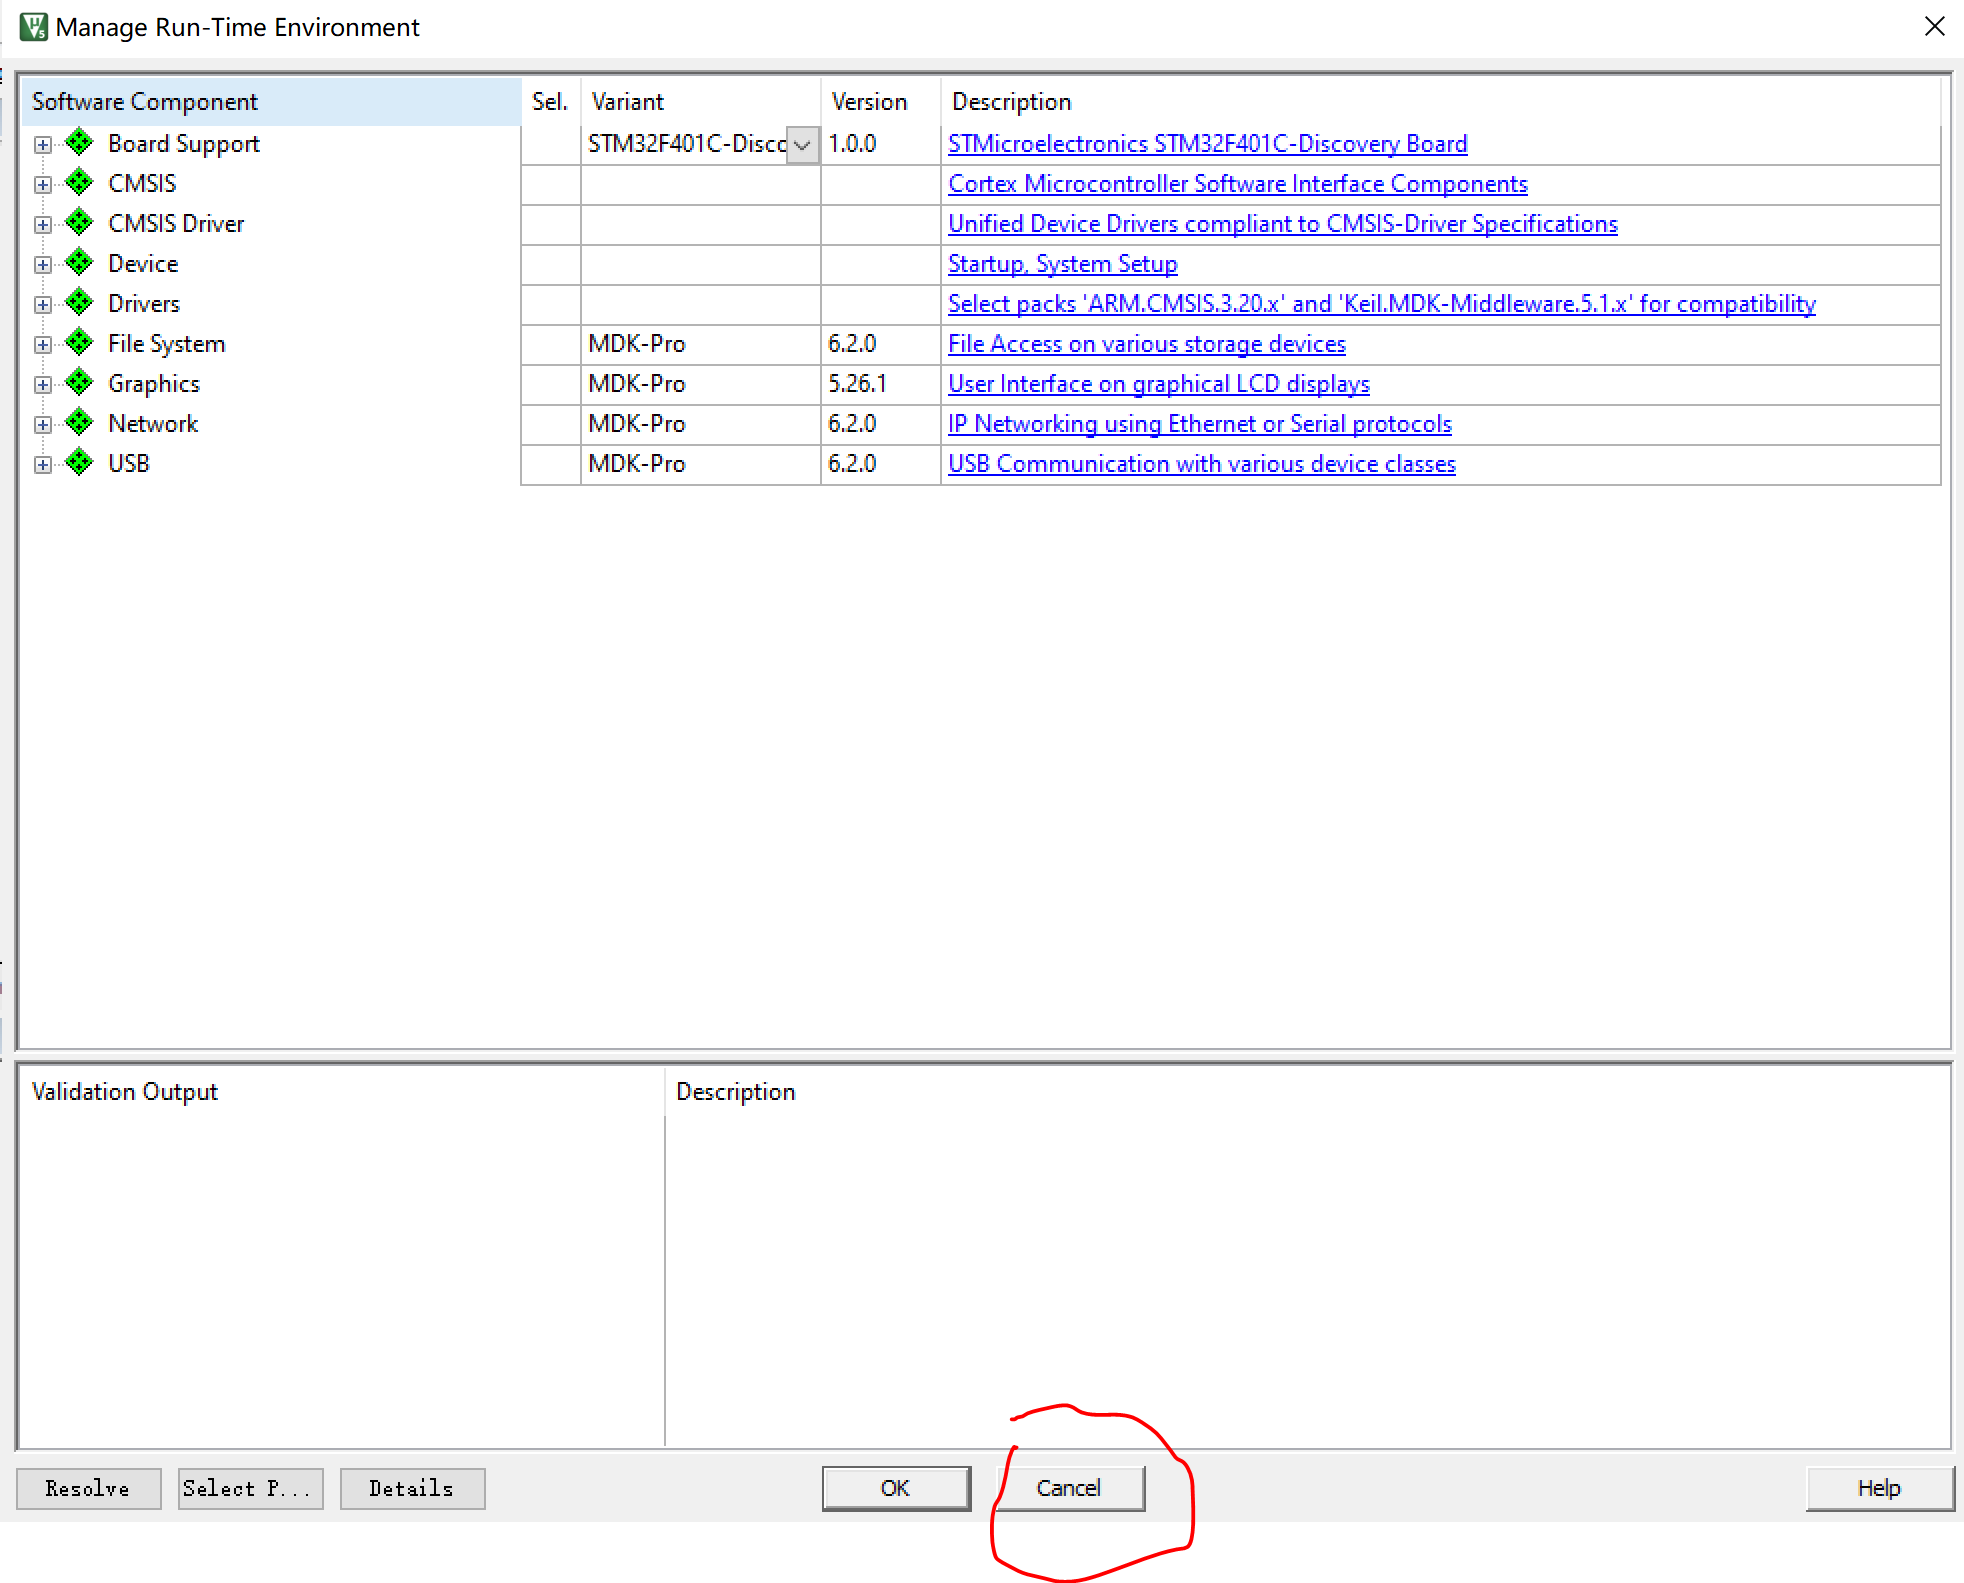 Manage Run-Time Environment
Software Component Sel. Variant Version Description
Board Support STM32F401C-Disco 1.0.0 STMicroelectronics STM32F401C-Discovery Board
CMSIS Cortex Microcontroller Software Interface Components
CMSIS Driver Unified Device Drivers compliant to CMSIS-Driver Specifications
Device Startup, System Setup
Drivers Select packs 'ARM.CMSIS.3.20.x' and 'Keil.MDK-Middleware.5.1.x' for compatibility
File System MDK-Pro 6.2.0 File Access on various storage devices
Graphics MDK-Pro 5.26.1 User Interface on graphical LCD displays
Network MDK-Pro 6.2.0 IP Networking using Ethernet or Serial protocols
USB MDK-Pro 6.2.0 USB Communication with various device classes
Validation Output Description
Resolve Select P... Details OK Cancel Help